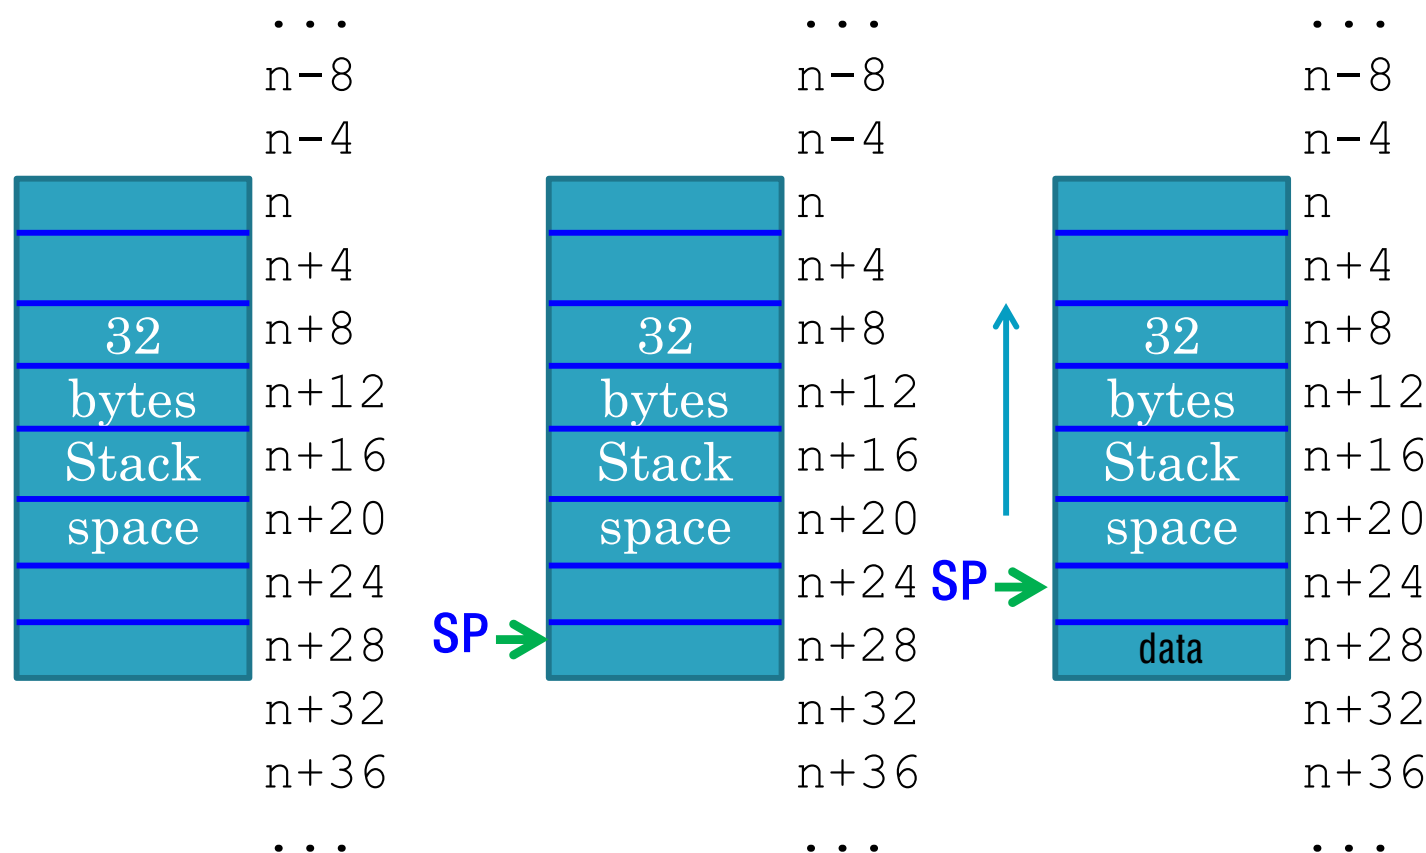 ...
n-8
n-4
n
n+4
32
n+8
bytes
n+12
Stack
n+16
space
n+20
n+24
n+28
n+32
n+36
...
...
n-8
n-4
n
n+4
32
n+8
bytes
n+12
Stack
n+16
space
n+20
n+24
SP
n+28
n+32
n+36
...
...
n-8
n-4
n
n+4
32
n+8
bytes
n+12
Stack
n+16
space
n+20
SP
n+24
data
n+28
n+32
n+36
...